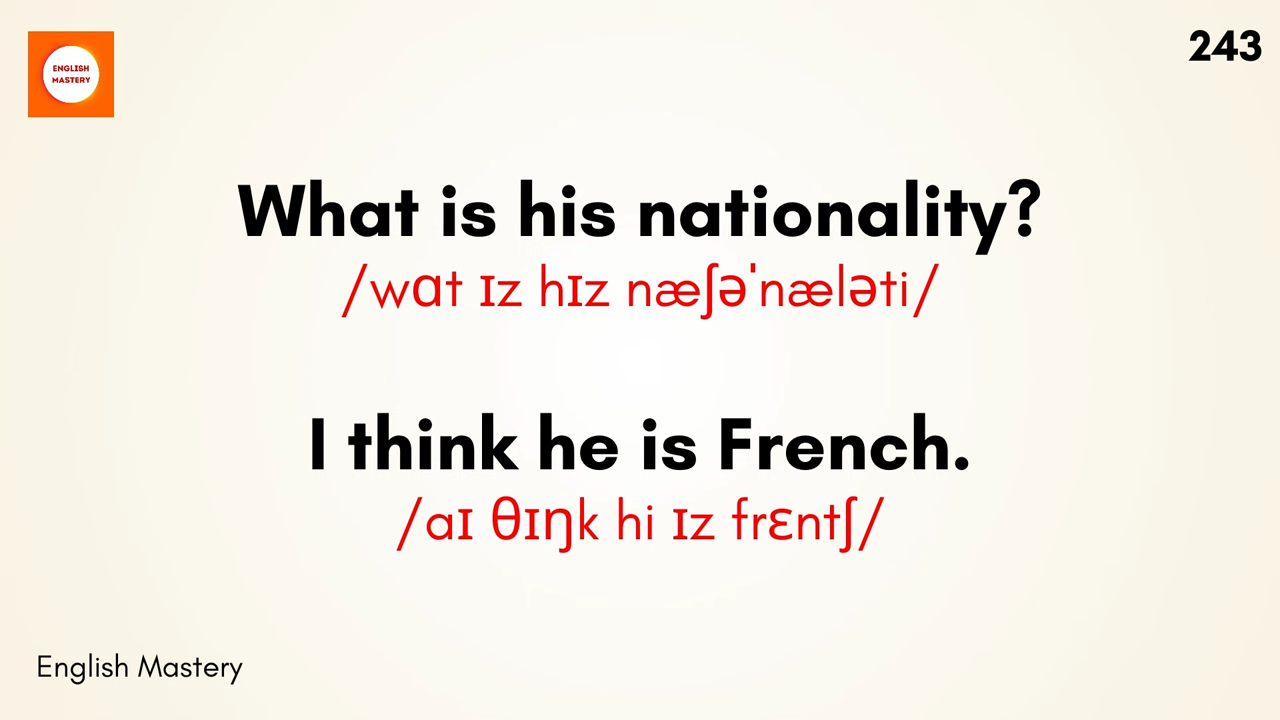 ENGLISH
MASTERY
243
What is his nationality?
/wɑt ɪz hɪz næʃəˈnæləti/
I think he is French.
/aɪ θɪŋk hi ɪz frɛntʃ/
English Mastery